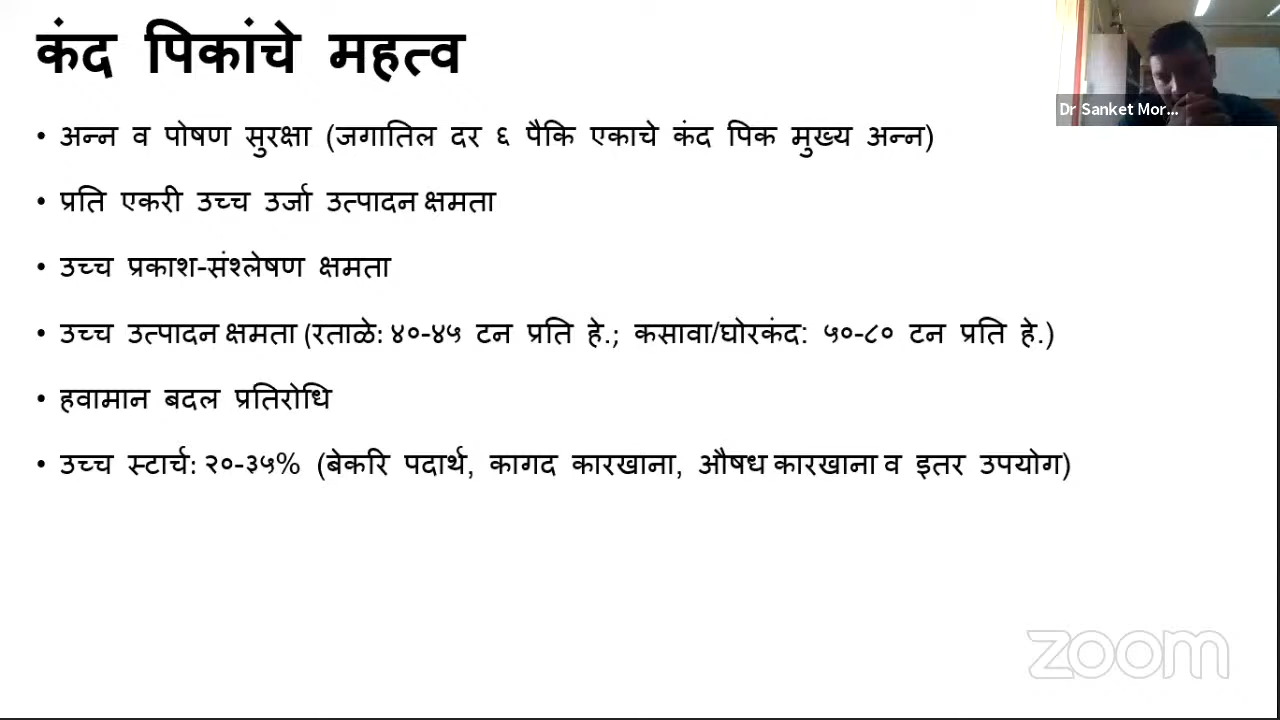 कंद पिकांचे महत्व
Dr Sanket Mor...
• अन्न व पोषण सुरक्षा (जगातिल दर ६ पैकि एकाचे कंद पिक मुख्य अन्न)
• प्रति एकरी उच्च उर्जा उत्पादन क्षमता
• उच्च प्रकाश-संश्लेषण क्षमता
• उच्च उत्पादन क्षमता (रताळे: ४०-४५ टन प्रति हे.; कसावा/घोरकंद: ५०-८० टन प्रति हे.)
• हवामान बदल प्रतिरोधि
• उच्च स्टार्च: २०-३५% (बेकरि पदार्थ, कागद कारखाना, औषध कारखाना व इतर उपयोग)
zoom